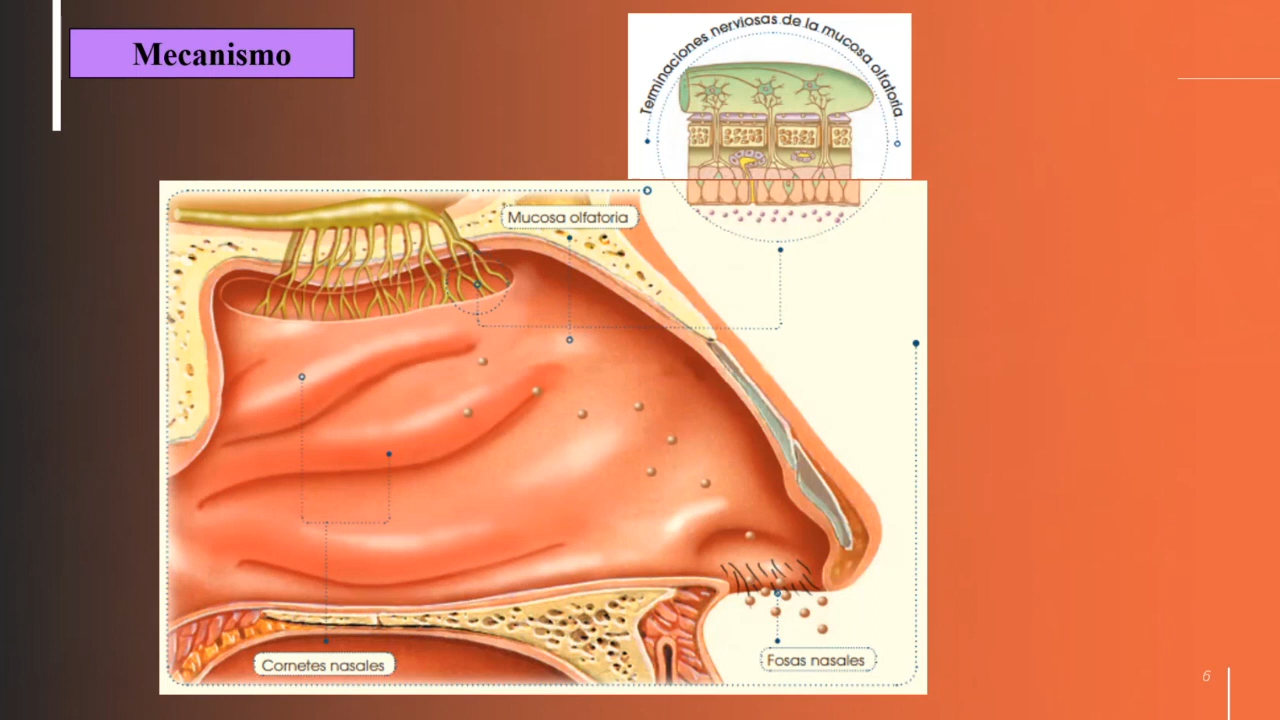 Mecanismo
Terminaciones nerviosas de la mucosa olfatoria
Mucosa olfatoria
Cornetes nasales
Fosas nasales
6